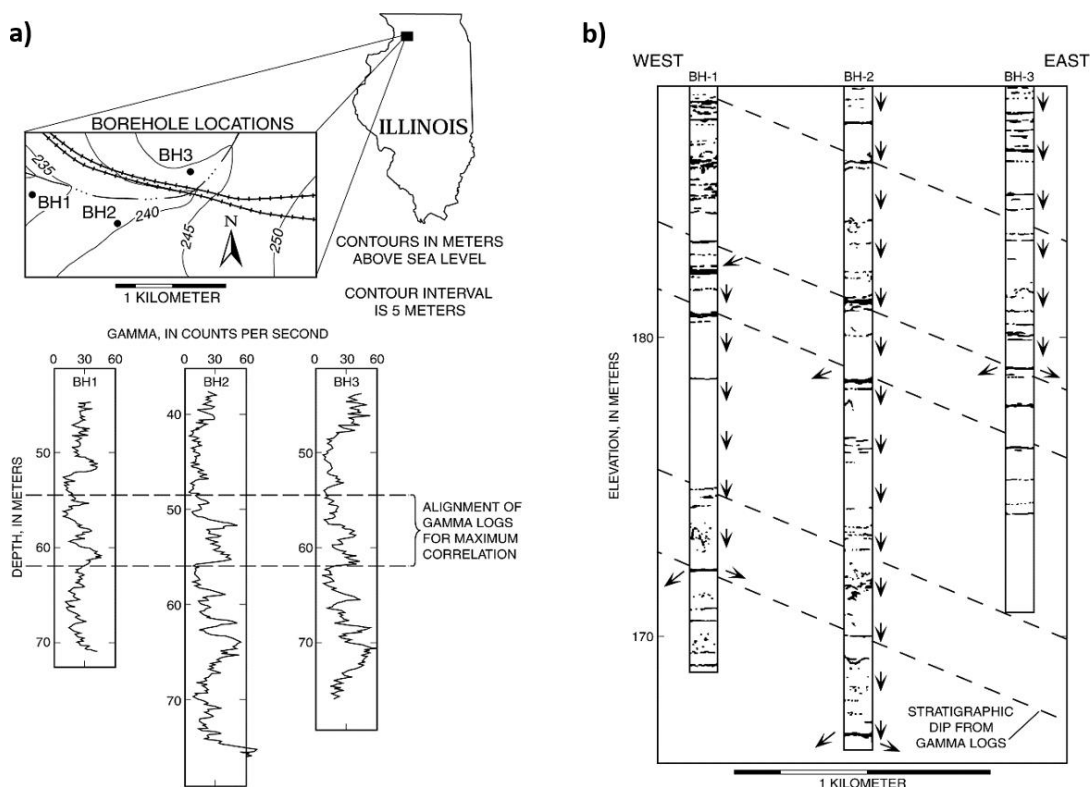 a)
ILLINOIS
BOREHOLE LOCATIONS
BH3
235
BH1
BH2
240
N
245
250
CONTOURS IN METERS
ABOVE SEA LEVEL
1 KILOMETER
CONTOUR INTERVAL
IS 5 METERS
GAMMA, IN COUNTS PER SECOND
0 30 60
0 30 60
0 30 60
BH1
BH2
BH3
DEPTH, IN METERS
50
60
70
40
50
60
70
50
60
70
ALIGNMENT OF
GAMMA LOGS
FOR MAXIMUM
CORRELATION
b)
WEST
EAST
BH-1
BH-2
BH-3
ELEVATION, IN METERS
180
170
STRATIGRAPHIC
DIP FROM
GAMMA LOGS
1 KILOMETER